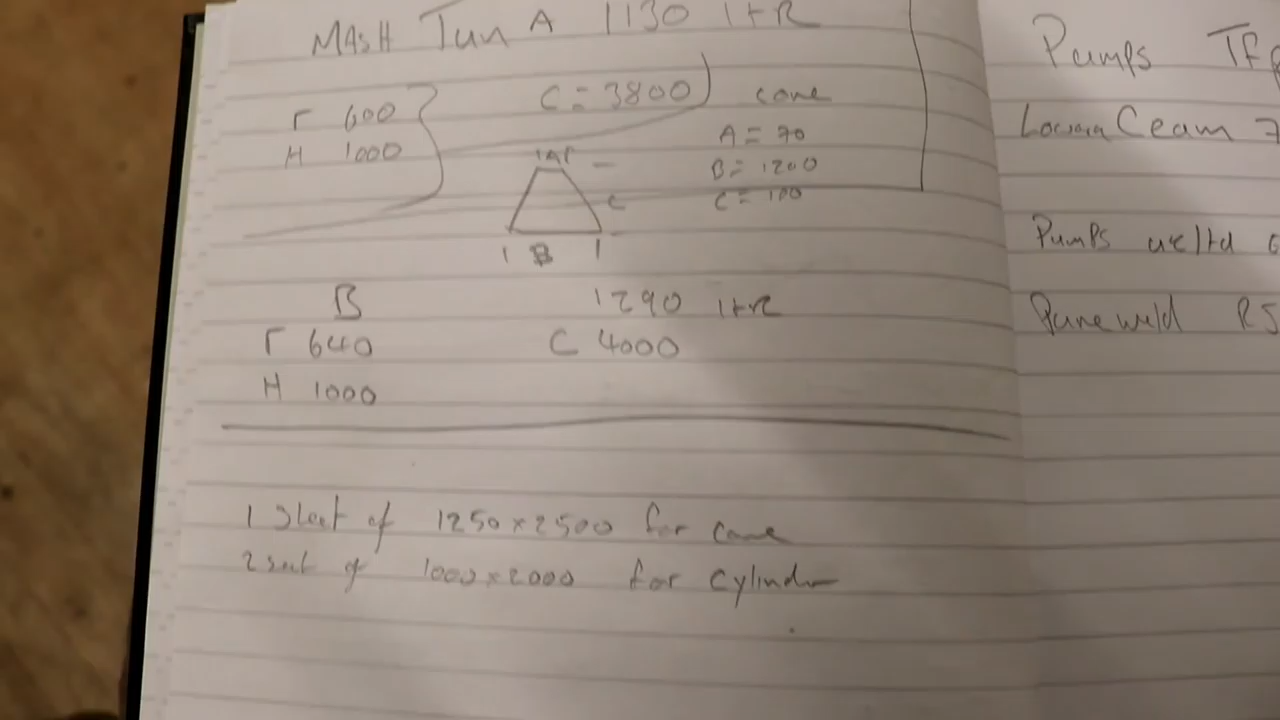 MASH Tun A 1130 ltR
r 600
H 1000
C = 3800
cone
A = 70
B = 1200
C = 100
A
C
B
B 1290 ltR
r 640 C 4000
H 1000
1 Sheet of 1250 x 2500 for cone
2 of 1000 x 2000 for cylinder
Pumps
Pumps